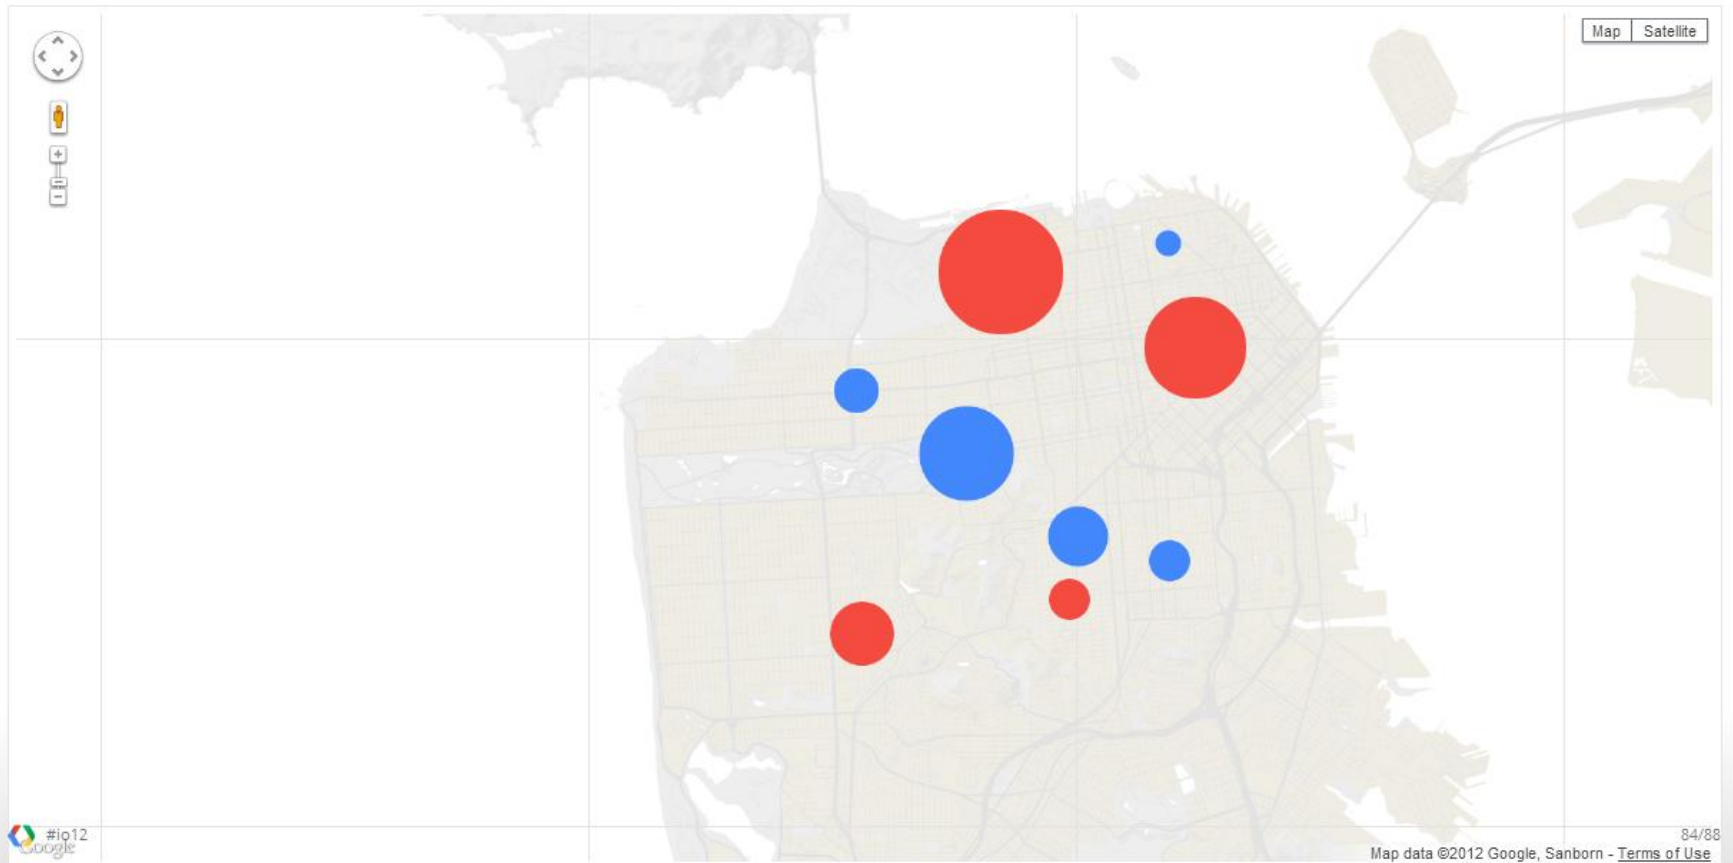 Map Satellite
#io12
Google
84/88
Map data ©2012 Google, Sanborn - Terms of Use